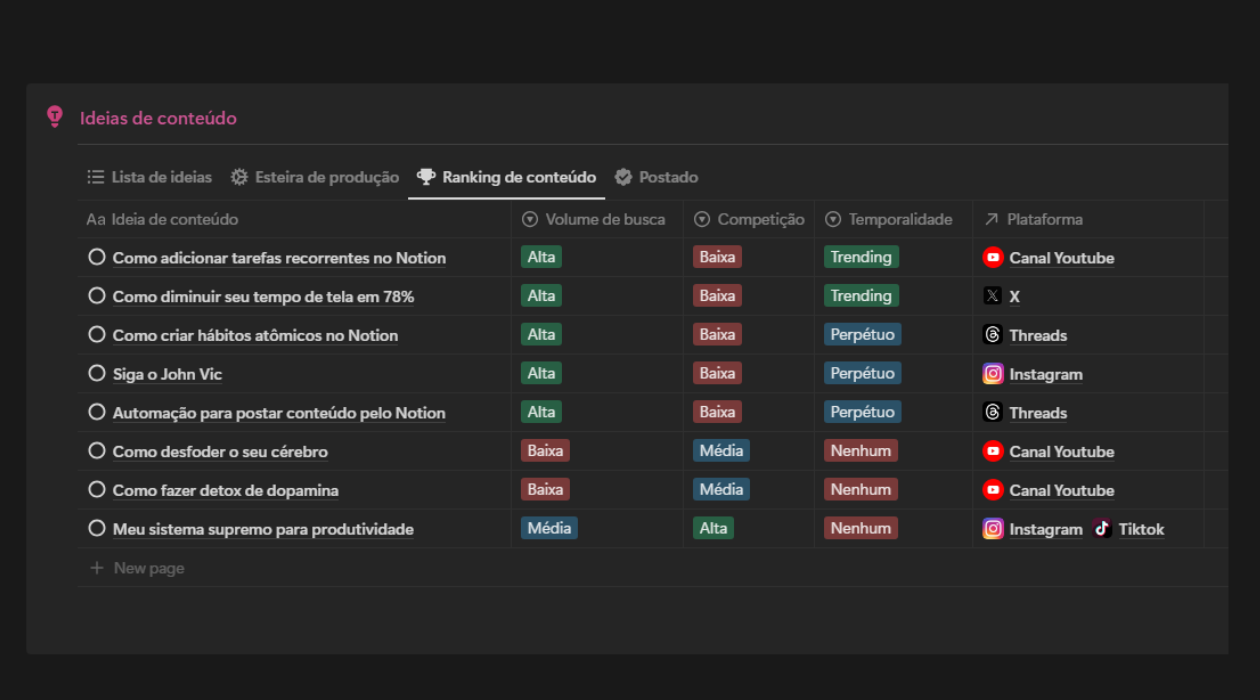 Ideias de conteúdo
Lista de ideias Esteira de produção Ranking de conteúdo Postado
Aa Ideia de conteúdo Volume de busca Competição Temporalidade Plataforma
Como adicionar tarefas recorrentes no Notion Alta Baixa Trending Canal Youtube
Como diminuir seu tempo de tela em 78% Alta Baixa Trending X
Como criar hábitos atômicos no Notion Alta Baixa Perpétuo Threads
Siga o John Vic Alta Baixa Perpétuo Instagram
Automação para postar conteúdo pelo Notion Alta Baixa Perpétuo Threads
Como desfoder o seu cérebro Baixa Média Nenhum Canal Youtube
Como fazer detox de dopamina Baixa Média Nenhum Canal Youtube
Meu sistema supremo para produtividade Média Alta Nenhum Instagram Tiktok
+ New page